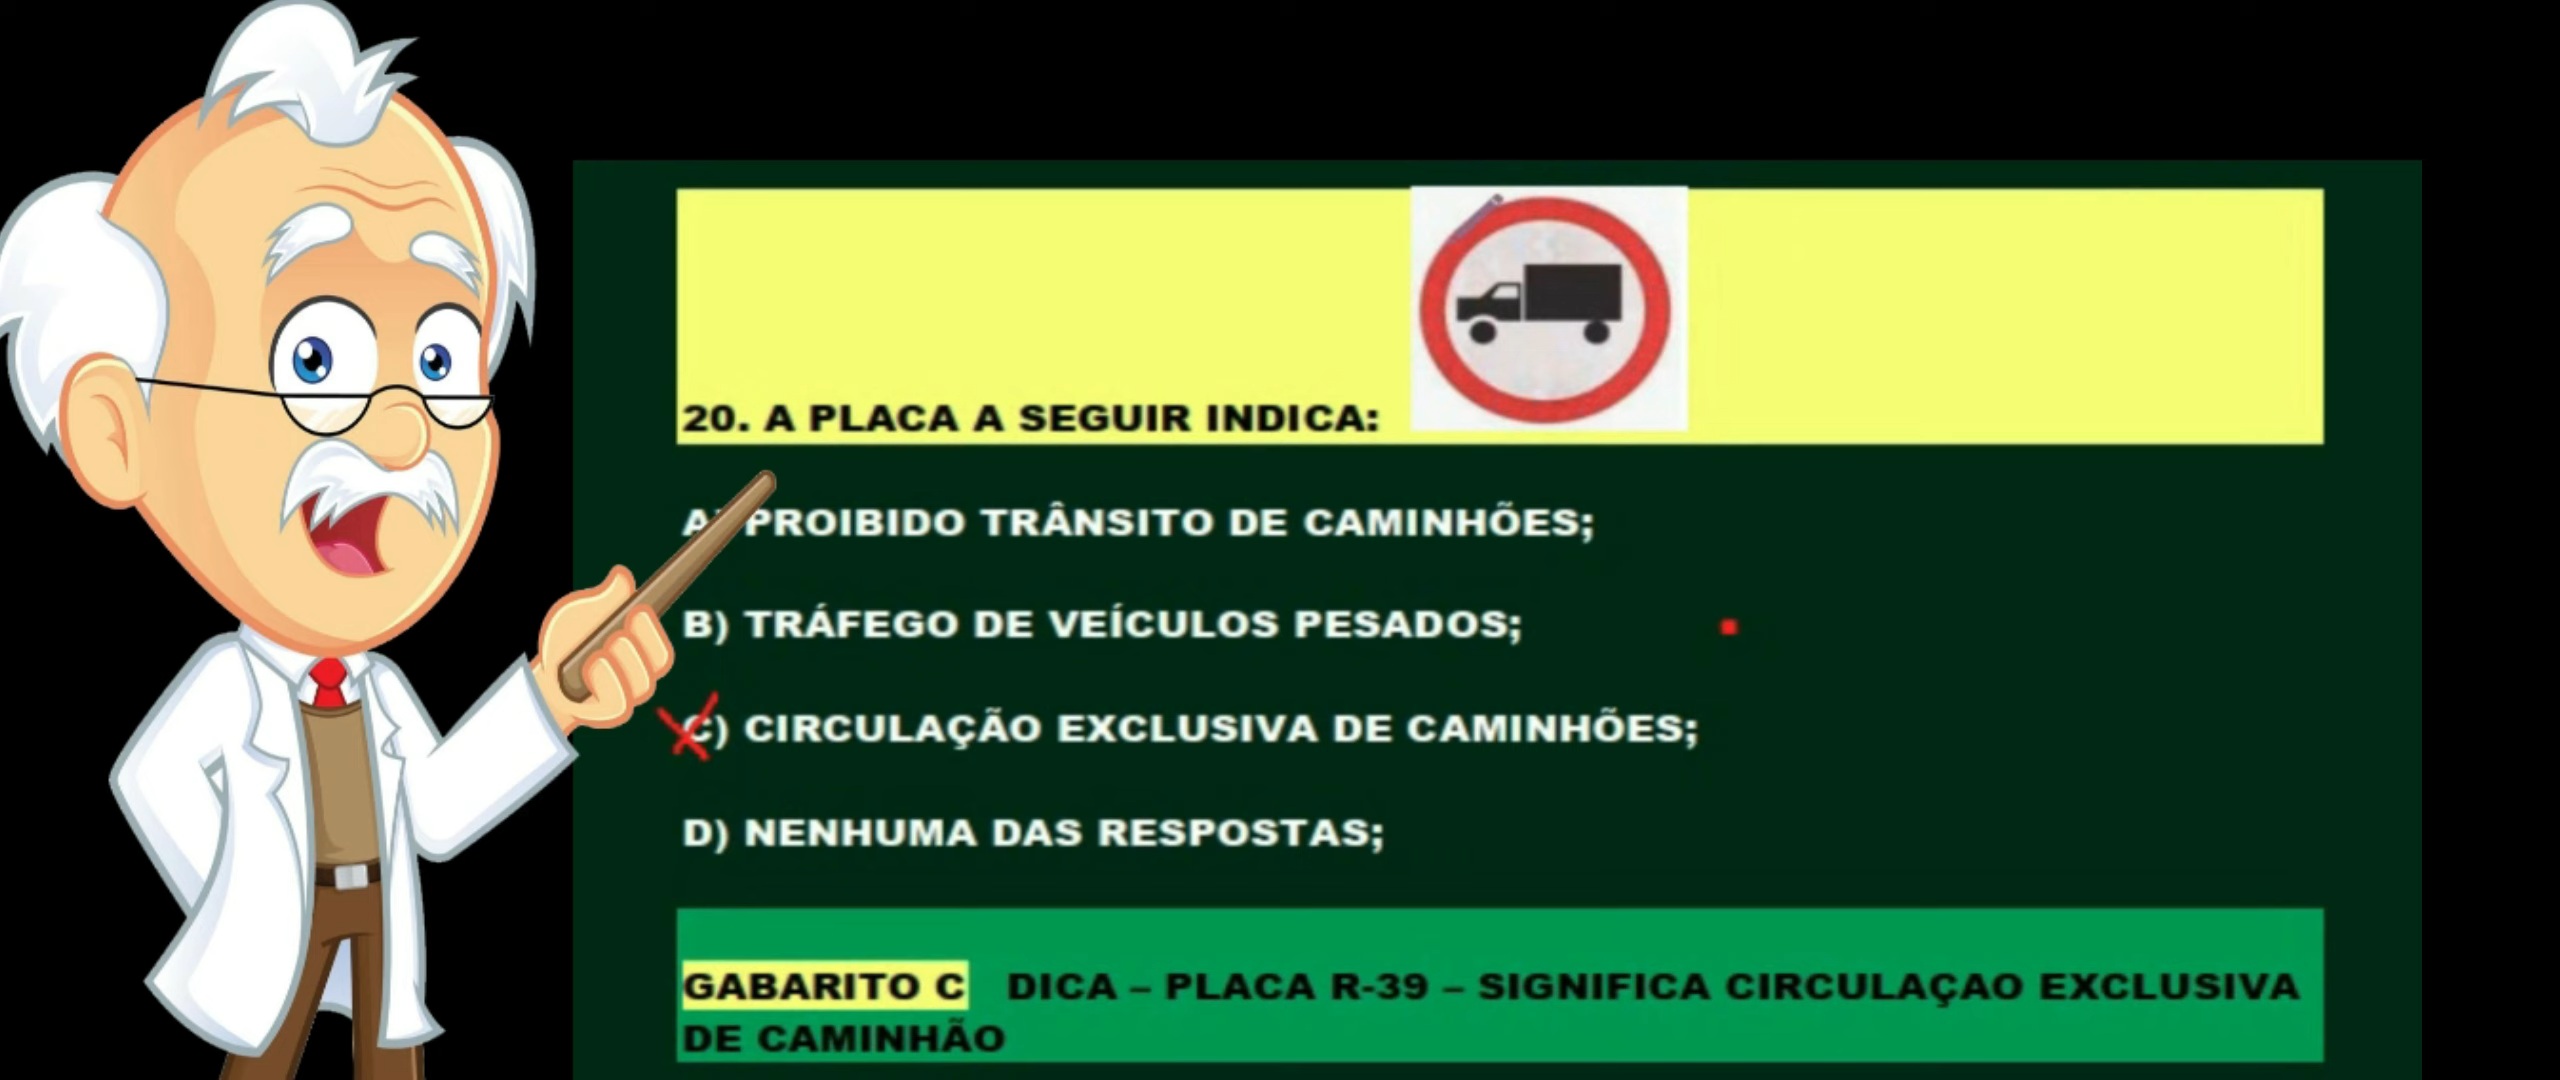 20. A PLACA A SEGUIR INDICA:
A) PROIBIDO TRÂNSITO DE CAMINHÕES;
B) TRÁFEGO DE VEÍCULOS PESADOS;
C) CIRCULAÇÃO EXCLUSIVA DE CAMINHÕES;
D) NENHUMA DAS RESPOSTAS;
GABARITO C DICA – PLACA R-39 – SIGNIFICA CIRCULAÇAO EXCLUSIVA
DE CAMINHÃO